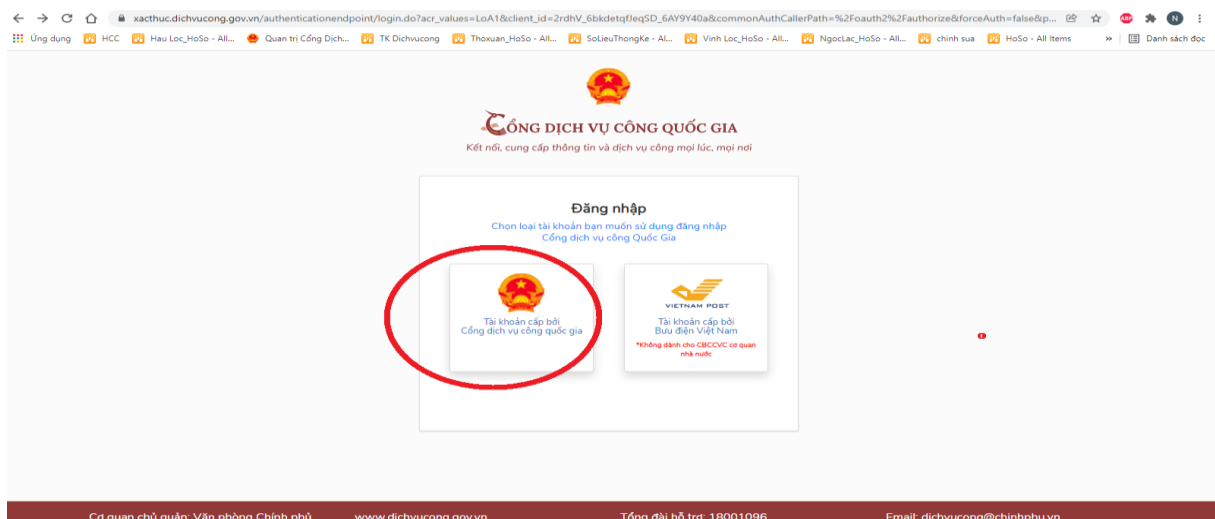 xacthuc.dichvucong.gov.vn/authenticationendpoint/login.do?acr_values=LoA1&client_id=2rdhV_6bkdetqfJeqSD_6AY9Y40a&commonAuthCallerPath=%2Foauth2%2Fauthorize&forceAuth=false&p...
ABP
N
Ứng dụng HCC Hau Loc_HoSo - All... Quan trị Cổng Dịch... TK Dichvucong Thoxuan_HoSo - All... SoLieuThongKe - Al... Vinh Loc_HoSo - All... NgocLac_HoSo - All... chinh sua HoSo - All Items » Danh sách đọc
CỔNG DỊCH VỤ CÔNG QUỐC GIA
Kết nối, cung cấp thông tin và dịch vụ công mọi lúc, mọi nơi
Đăng nhập
Chọn loại tài khoản bạn muốn sử dụng đăng nhập
Cổng dịch vụ công Quốc Gia
Tài khoản cấp bởi
Cổng dịch vụ công quốc gia
VIETNAM POST
Tài khoản cấp bởi
Bưu điện Việt Nam
*Không dành cho CBCCVC cơ quan
nhà nước
Cơ quan chủ quản: Văn phòng Chính phủ www.dichvucong.gov.vn Tổng đài hỗ trợ: 18001096 Email: dichvucong@chinhphu.vn